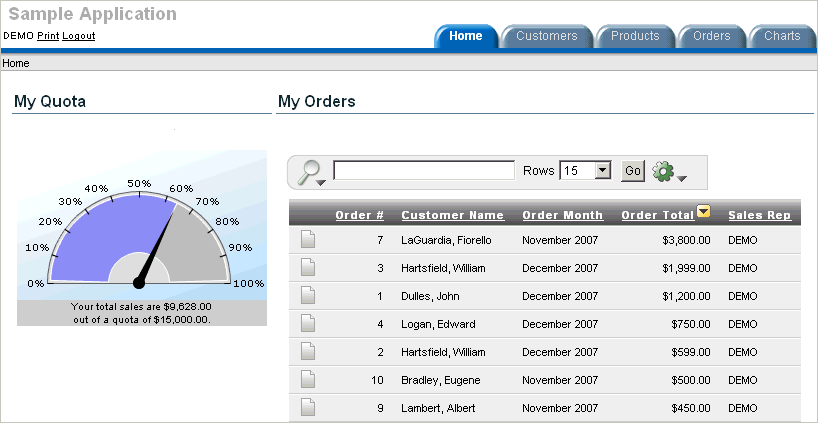 Sample Application
DEMO Print Logout
Home Customers Products Orders Charts
Home
My Quota
My Orders
Rows 15 Go
0% 10% 20% 30% 40% 50% 60% 70% 80% 90% 100%
Your total sales are $9,628.00
out of a quota of $15,000.00.
Order # Customer Name Order Month Order Total Sales Rep
7 LaGuardia, Fiorello November 2007 $3,800.00 DEMO
3 Hartsfield, William December 2007 $1,999.00 DEMO
1 Dulles, John December 2007 $1,200.00 DEMO
4 Logan, Edward December 2007 $750.00 DEMO
2 Hartsfield, William December 2007 $599.00 DEMO
10 Bradley, Eugene November 2007 $500.00 DEMO
9 Lambert, Albert November 2007 $450.00 DEMO